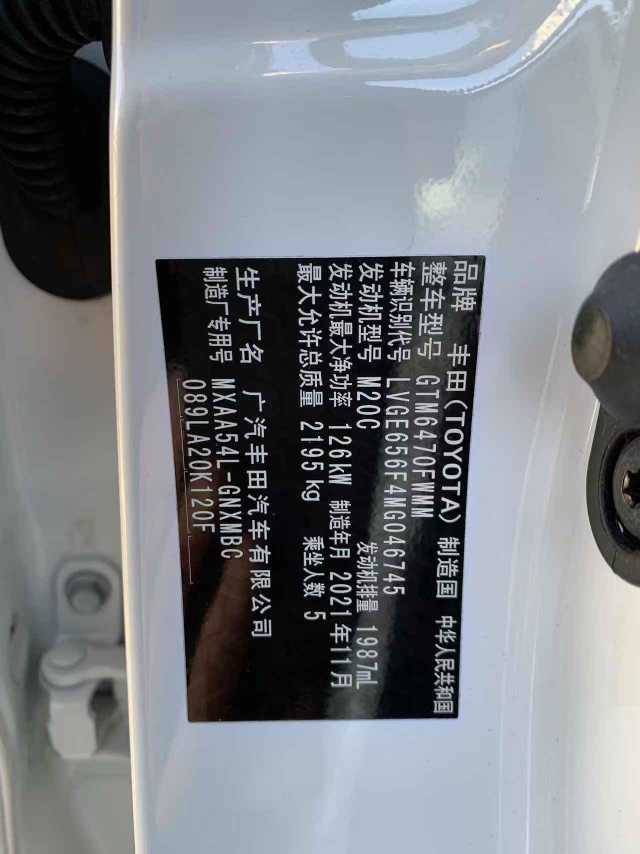 品牌 丰田(TOYOTA) 制造国 中华人民共和国
整车型号 GTM6470FWMM
车辆识别代号 LVGE656F4MG046745
发动机型号 M20C 发动机排量 1987mL
发动机最大净功率 126kW 制造年月 2021年11月
最大允许总质量 2195kg 乘坐人数 5
生产厂名 广汽丰田汽车有限公司
制造厂专用号 MXAA54L-GNXMBC
089LA20K120F